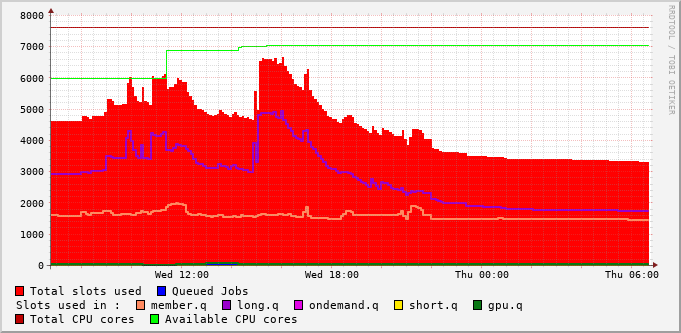 8000
7000
6000
5000
4000
3000
2000
1000
0
Wed 12:00 Wed 18:00 Thu 00:00 Thu 06:00
RRDTOOL / TOBI OETIKER
Total slots used Queued Jobs
Slots used in : member.q long.q ondemand.q short.q gpu.q
Total CPU cores Available CPU cores